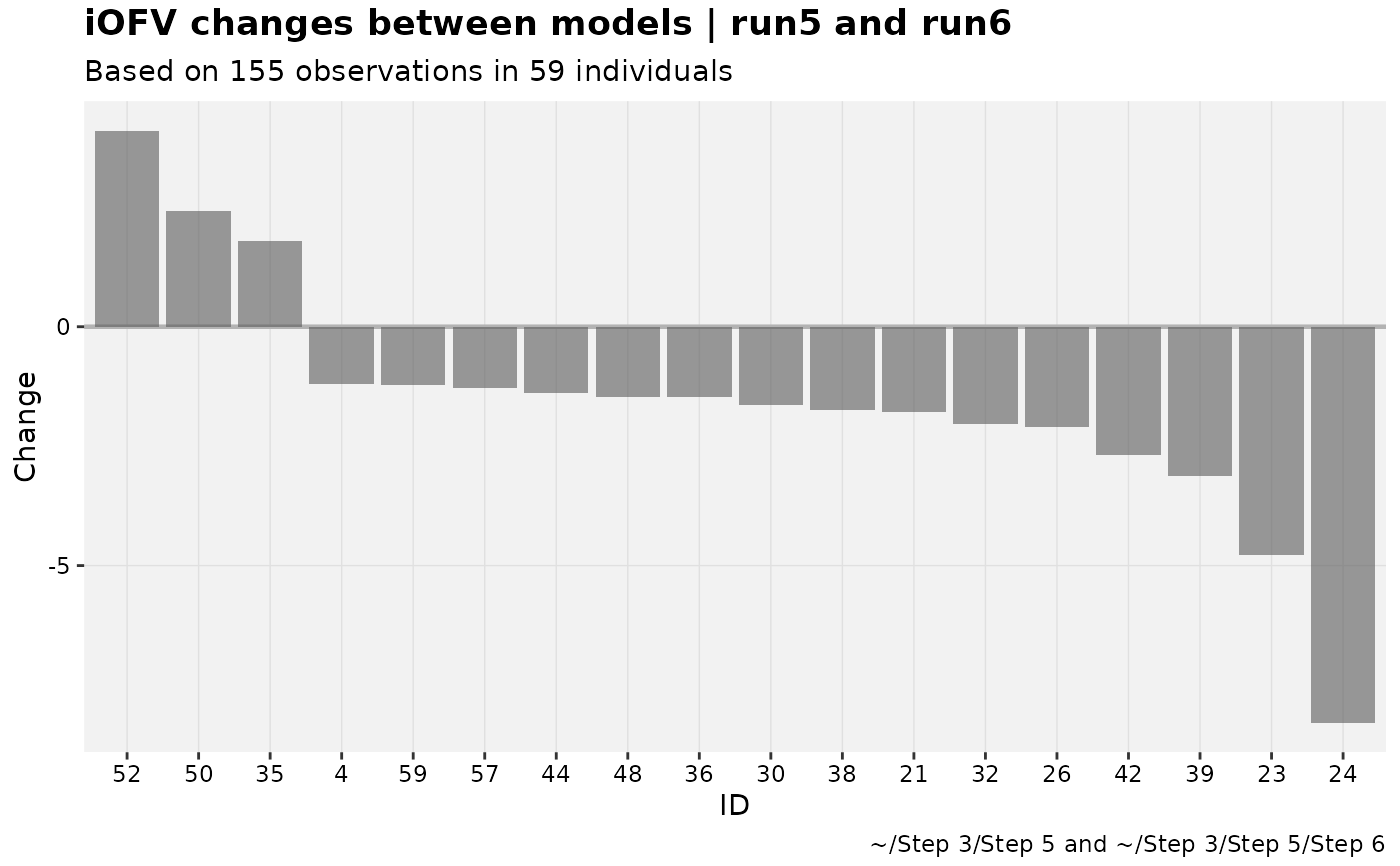 iOFV changes between models | run5 and run6
Based on 155 observations in 59 individuals
Change
0
-5
52 50 35 4 59 57 44 48 36 30 38 21 32 26 42 39 23 24
ID
~/Step 3/Step 5 and ~/Step 3/Step 5/Step 6